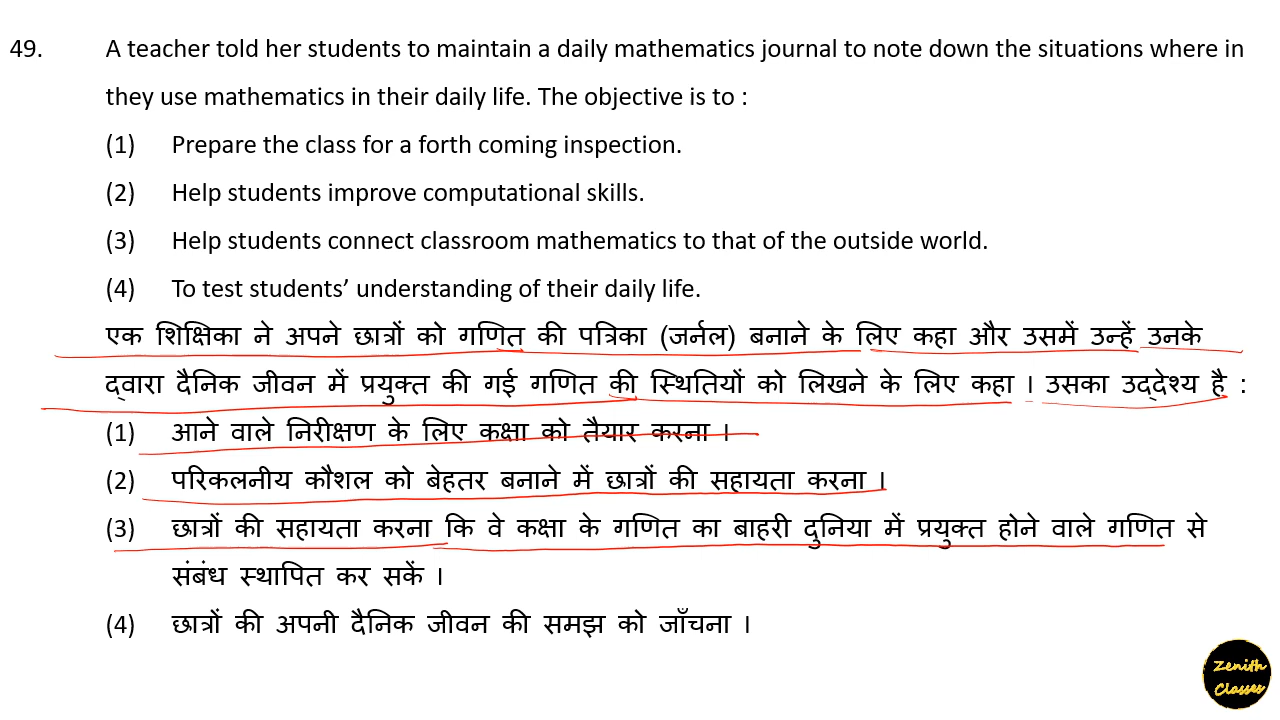 49. A teacher told her students to maintain a daily mathematics journal to note down the situations where in
they use mathematics in their daily life. The objective is to :
(1) Prepare the class for a forth coming inspection.
(2) Help students improve computational skills.
(3) Help students connect classroom mathematics to that of the outside world.
(4) To test students’ understanding of their daily life.
एक शिक्षिका ने अपने छात्रों को गणित की पत्रिका (जर्नल) बनाने के लिए कहा और उसमें उन्हें उनके
द्वारा दैनिक जीवन में प्रयुक्त की गई गणित की स्थितियों को लिखने के लिए कहा । उसका उद्देश्य है :
(1) आने वाले निरीक्षण के लिए कक्षा को तैयार करना ।
(2) परिकलनीय कौशल को बेहतर बनाने में छात्रों की सहायता करना ।
(3) छात्रों की सहायता करना कि वे कक्षा के गणित का बाहरी दुनिया में प्रयुक्त होने वाले गणित से
संबंध स्थापित कर सकें ।
(4) छात्रों की अपनी दैनिक जीवन की समझ को जाँचना ।
Zenith
Classes